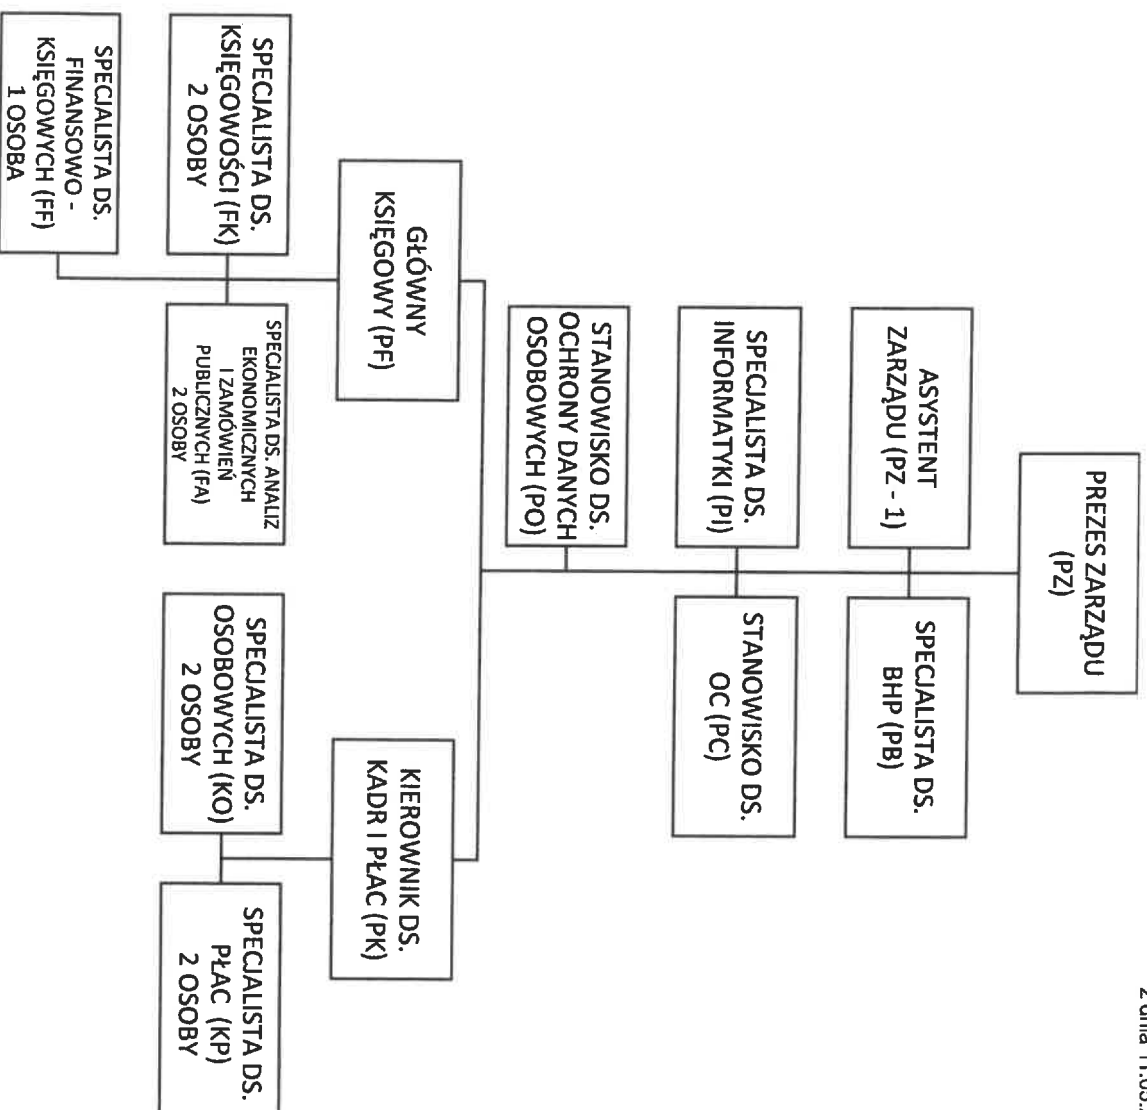 z dnia 11.05.
PREZES ZARZĄDU
(PZ)
ASYSTENT
ZARZĄDU (PZ - 1)
SPECJALISTA DS.
BHP (PB)
SPECJALISTA DS.
INFORMATYKI (PI)
STANOWISKO DS.
OC (PC)
STANOWISKO DS.
OCHRONY DANYCH
OSOBOWYCH (PO)
GŁÓWNY
KSIĘGOWY (PF)
KIEROWNIK DS.
KADR I PŁAC (PK)
SPECJALISTA DS.
KSIĘGOWOŚCI (FK)
2 OSOBY
SPECJALISTA DS. ANALIZ
EKONOMICZNYCH
I ZAMÓWIEŃ
PUBLICZNYCH (FA)
2 OSOBY
SPECJALISTA DS.
OSOBOWYCH (KO)
2 OSOBY
SPECJALISTA DS.
PŁAC (KP)
2 OSOBY
SPECJALISTA DS.
FINANSOWO -
KSIĘGOWYCH (FF)
1 OSOBA